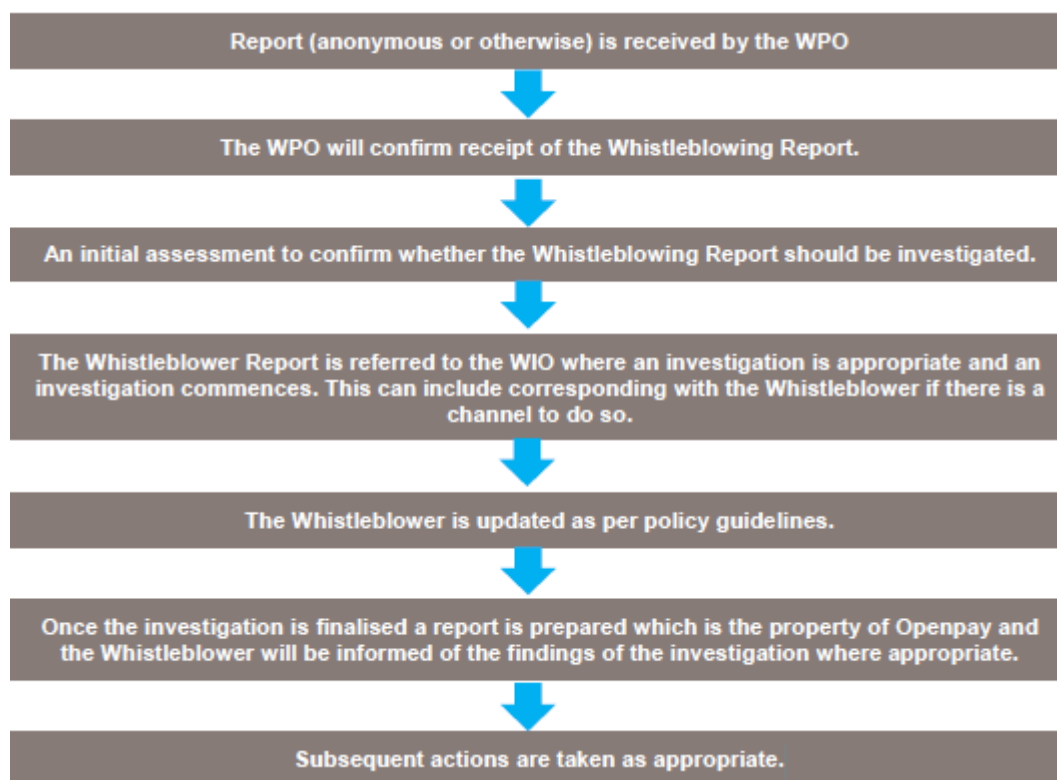 Report (anonymous or otherwise) is received by the WPO
The WPO will confirm receipt of the Whistleblowing Report.
An initial assessment to confirm whether the Whistleblowing Report should be investigated.
The Whistleblower Report is referred to the WIO where an investigation is appropriate and an
investigation commences. This can include corresponding with the Whistleblower if there is a
channel to do so.
The Whistleblower is updated as per policy guidelines.
Once the investigation is finalised a report is prepared which is the property of Openpay and
the Whistleblower will be informed of the findings of the investigation where appropriate.
Subsequent actions are taken as appropriate.